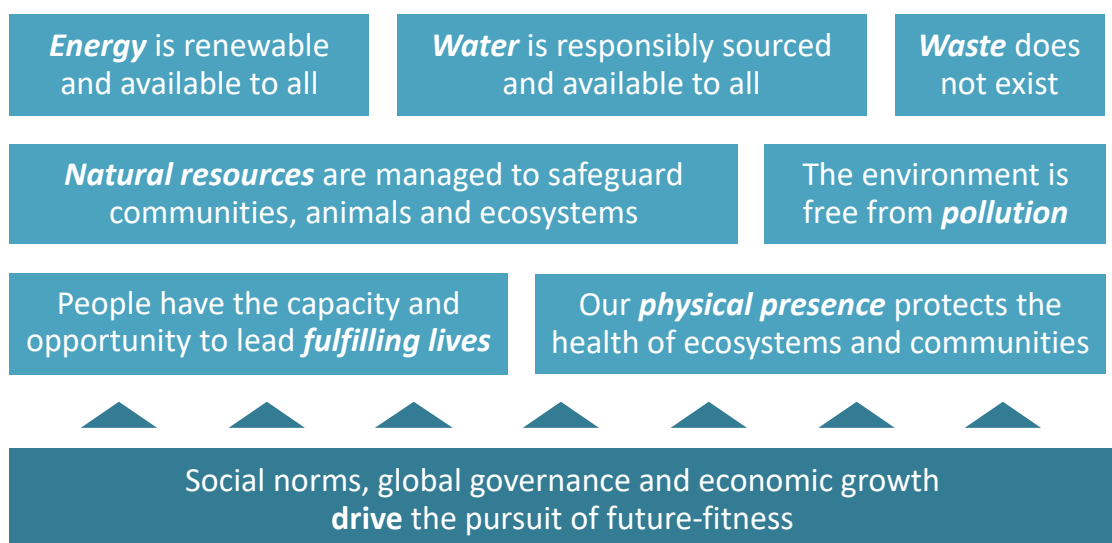 Energy is renewable
and available to all
Water is responsibly sourced
and available to all
Waste does
not exist
Natural resources are managed to safeguard
communities, animals and ecosystems
The environment is
free from pollution
People have the capacity and
opportunity to lead fulfilling lives
Our physical presence protects the
health of ecosystems and communities
Social norms, global governance and economic growth
drive the pursuit of future-fitness